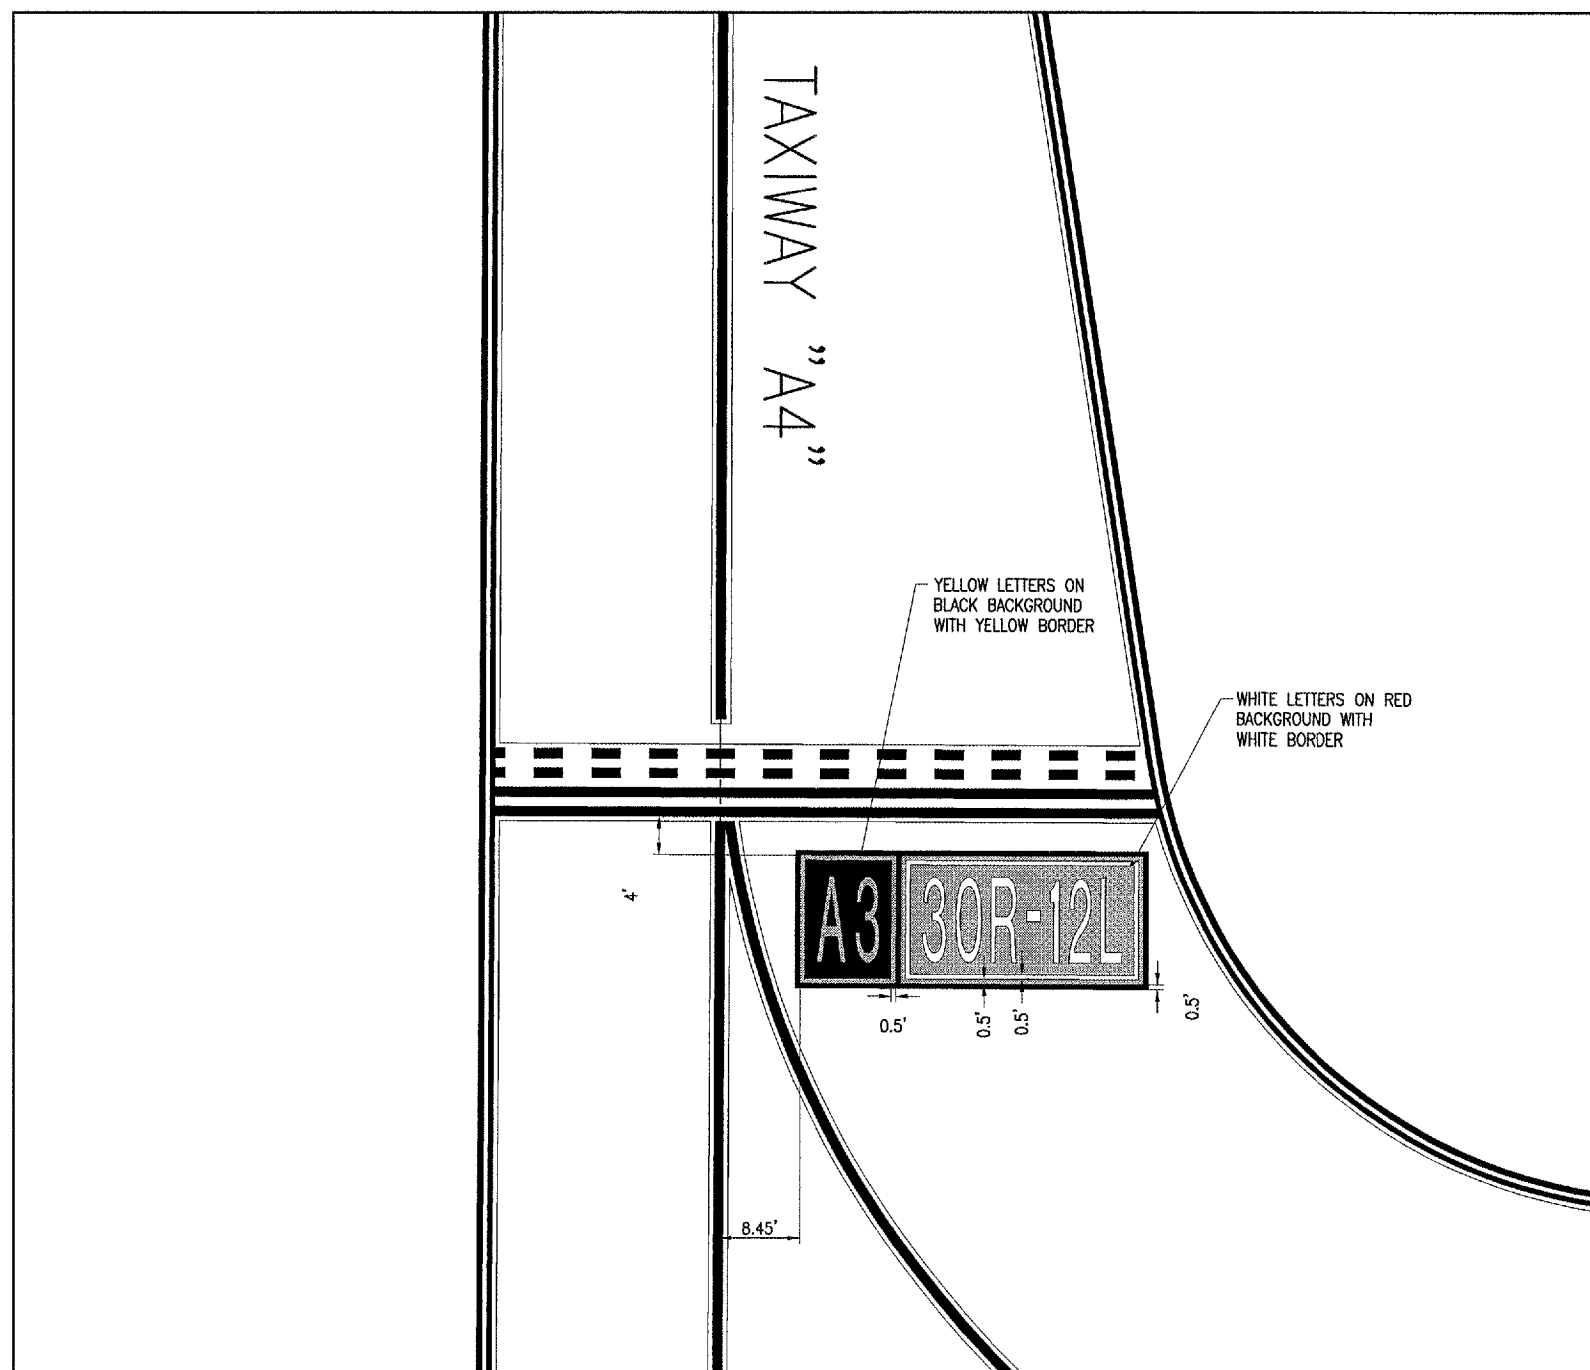 TAXIWAY "A4"
YELLOW LETTERS ON
BLACK BACKGROUND
WITH YELLOW BORDER
WHITE LETTERS ON RED
BACKGROUND WITH
WHITE BORDER
4'
A3
30R-12L
0.5'
0.5'
0.5'
0.5'
8.45'